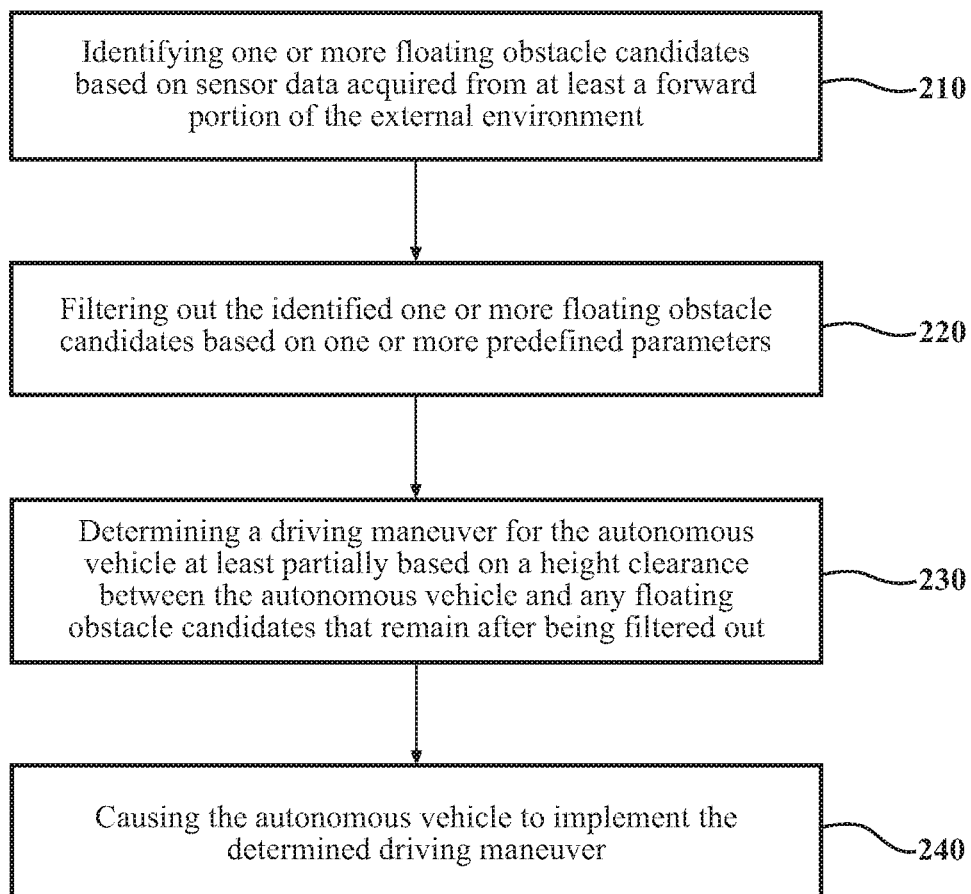 Identifying one or more floating obstacle candidates
based on sensor data acquired from at least a forward
portion of the external environment
210
Filtering out the identified one or more floating obstacle
candidates based on one or more predefined parameters
220
Determining a driving maneuver for the autonomous
vehicle at least partially based on a height clearance
between the autonomous vehicle and any floating
obstacle candidates that remain after being filtered out
230
Causing the autonomous vehicle to implement the
determined driving maneuver
240